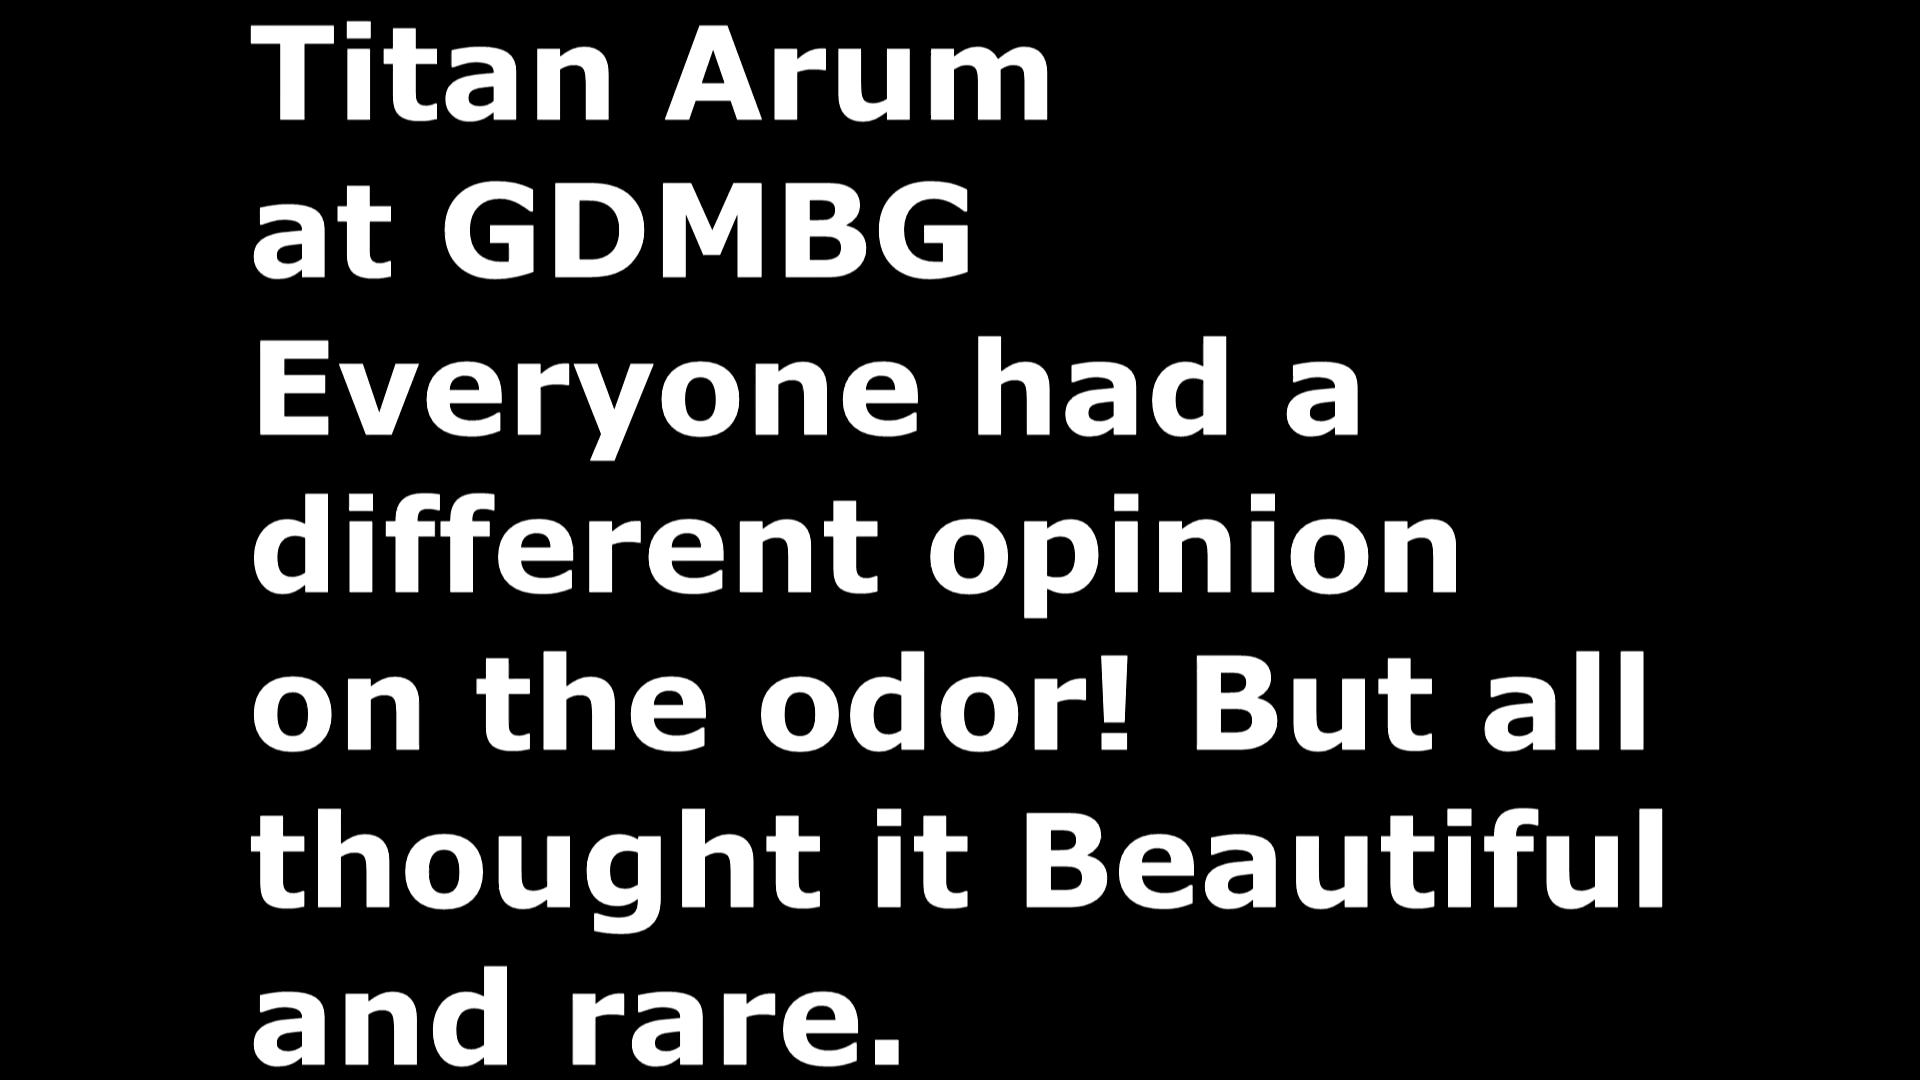 Titan Arum
at GDMBG
Everyone had a
different opinion
on the odor! But all
thought it Beautiful
and rare.